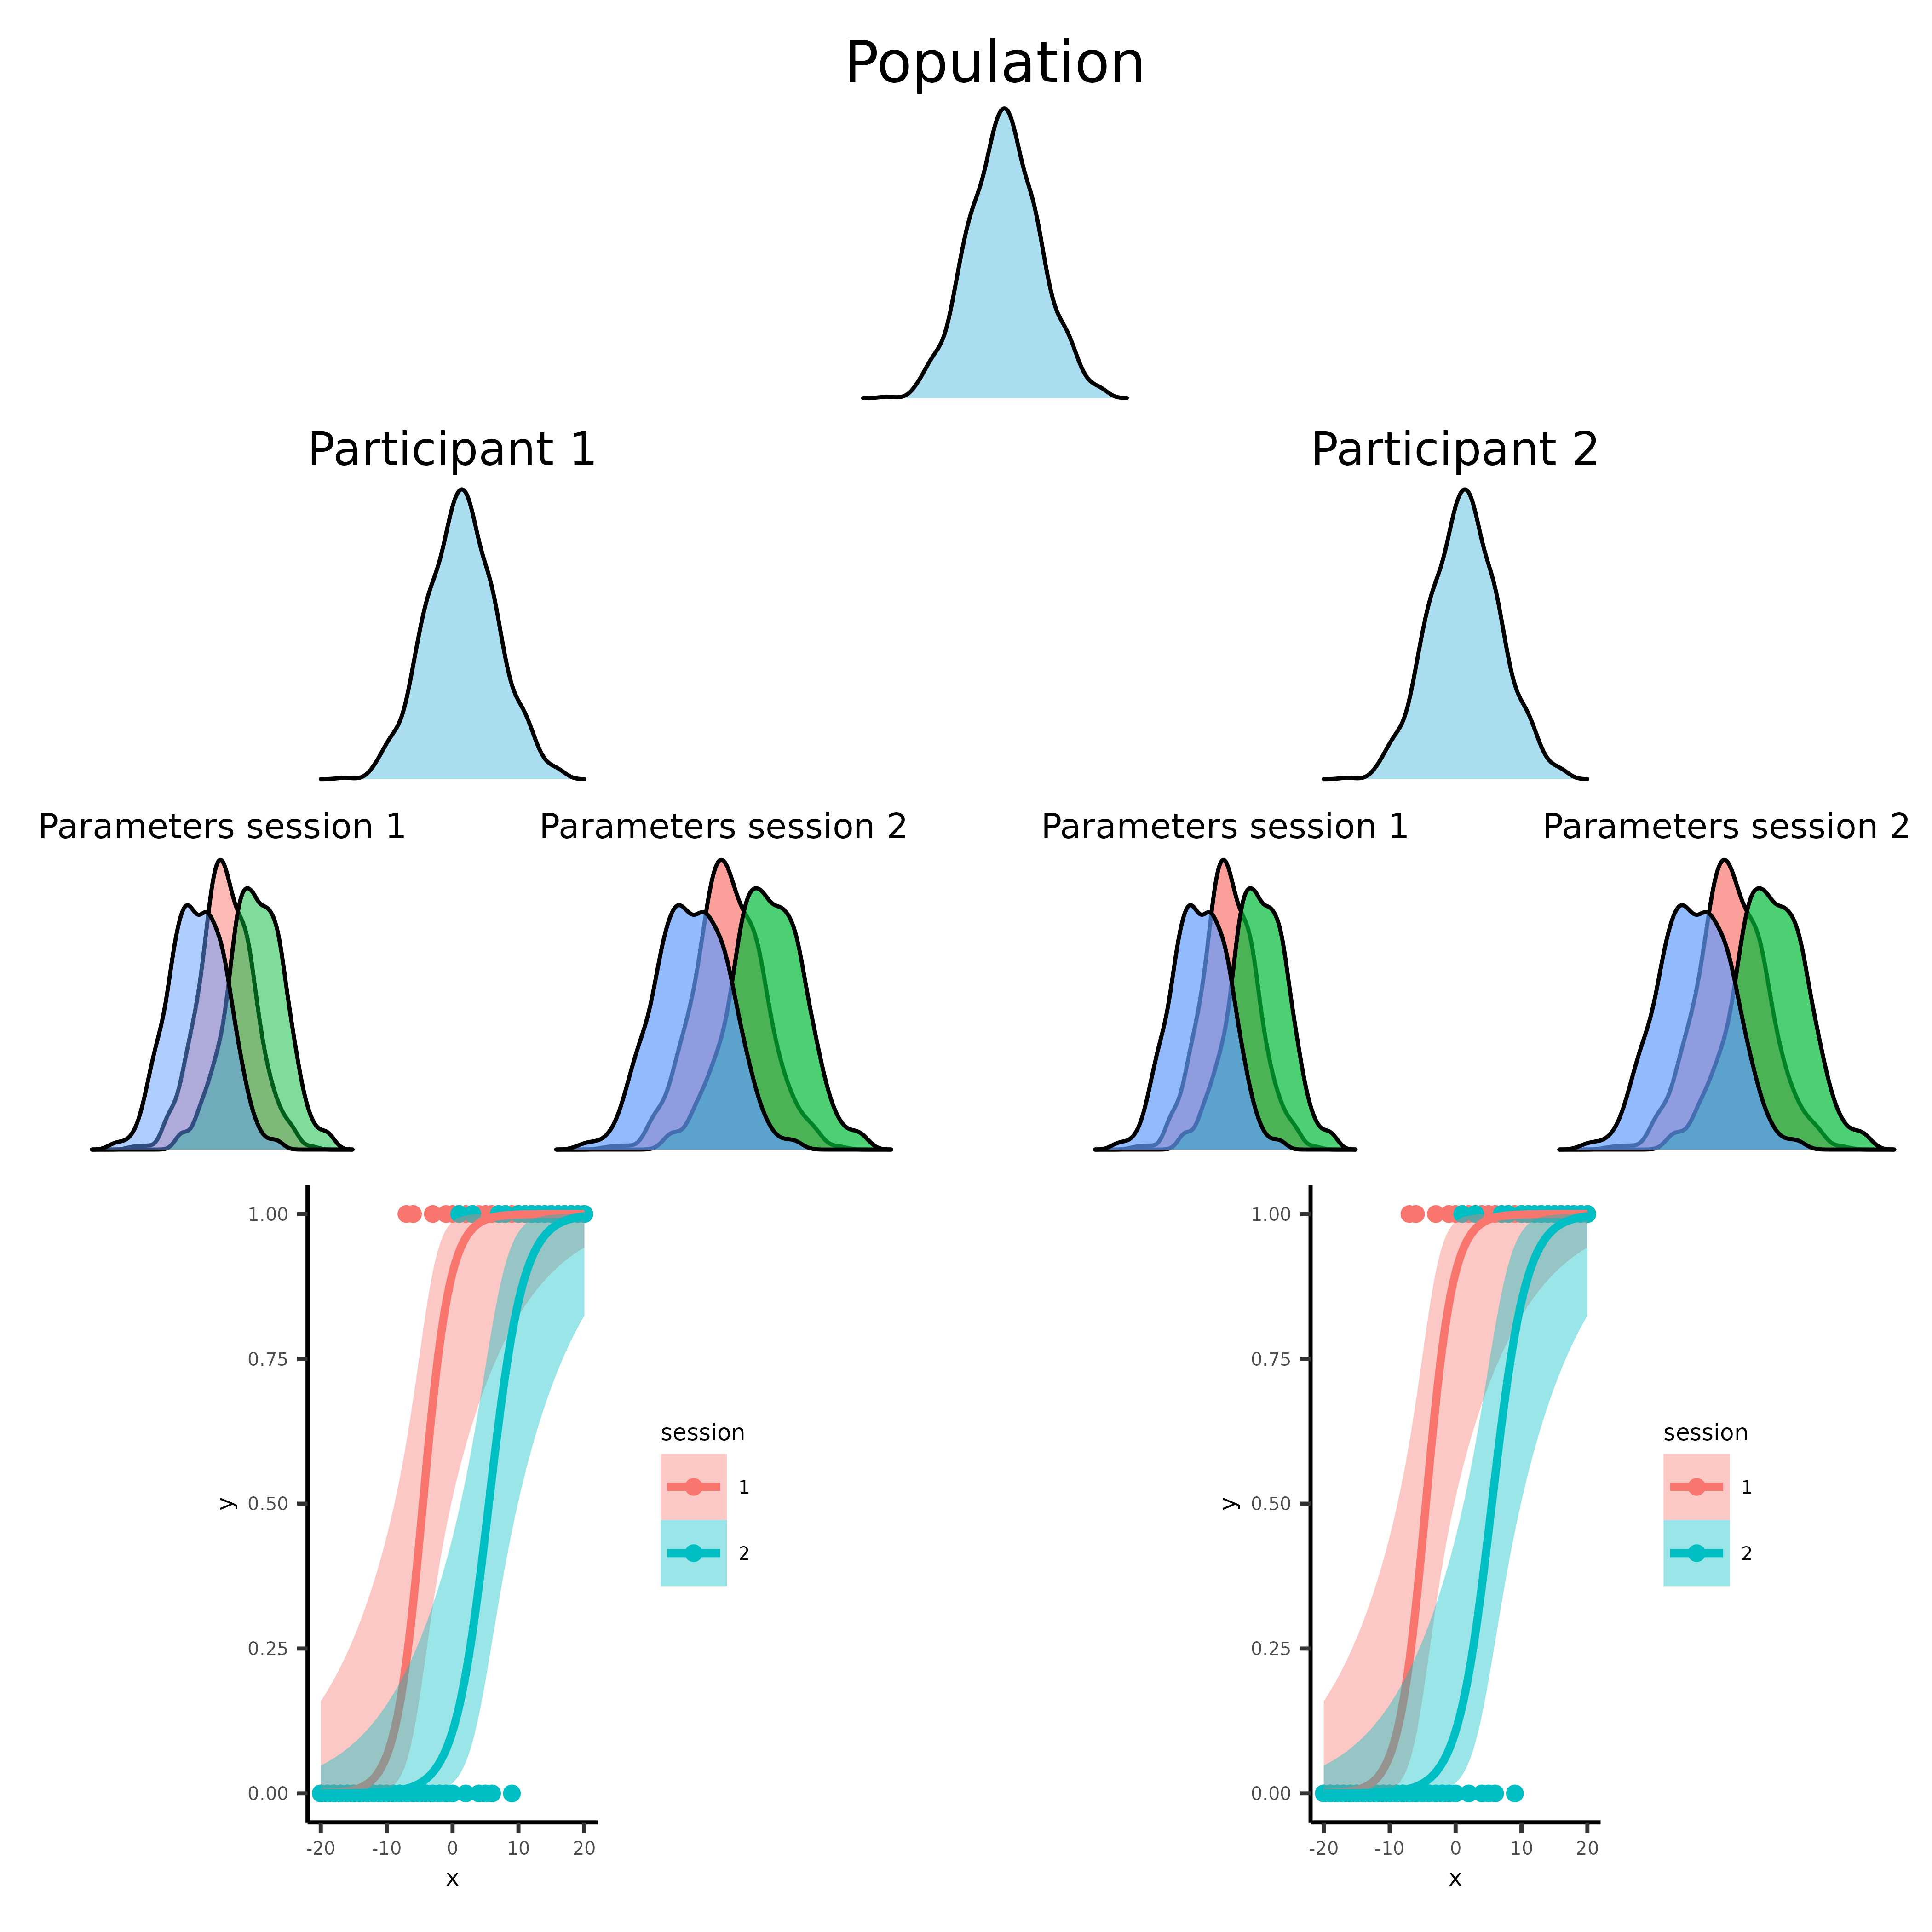 Population
Participant 1
Participant 2
Parameters session 1
Parameters session 2
Parameters session 1
Parameters session 2
1.00
0.75
0.50
0.25
0.00
y
-20 -10 0 10 20
x
session
1
2
1.00
0.75
0.50
0.25
0.00
y
-20 -10 0 10 20
x
session
1
2